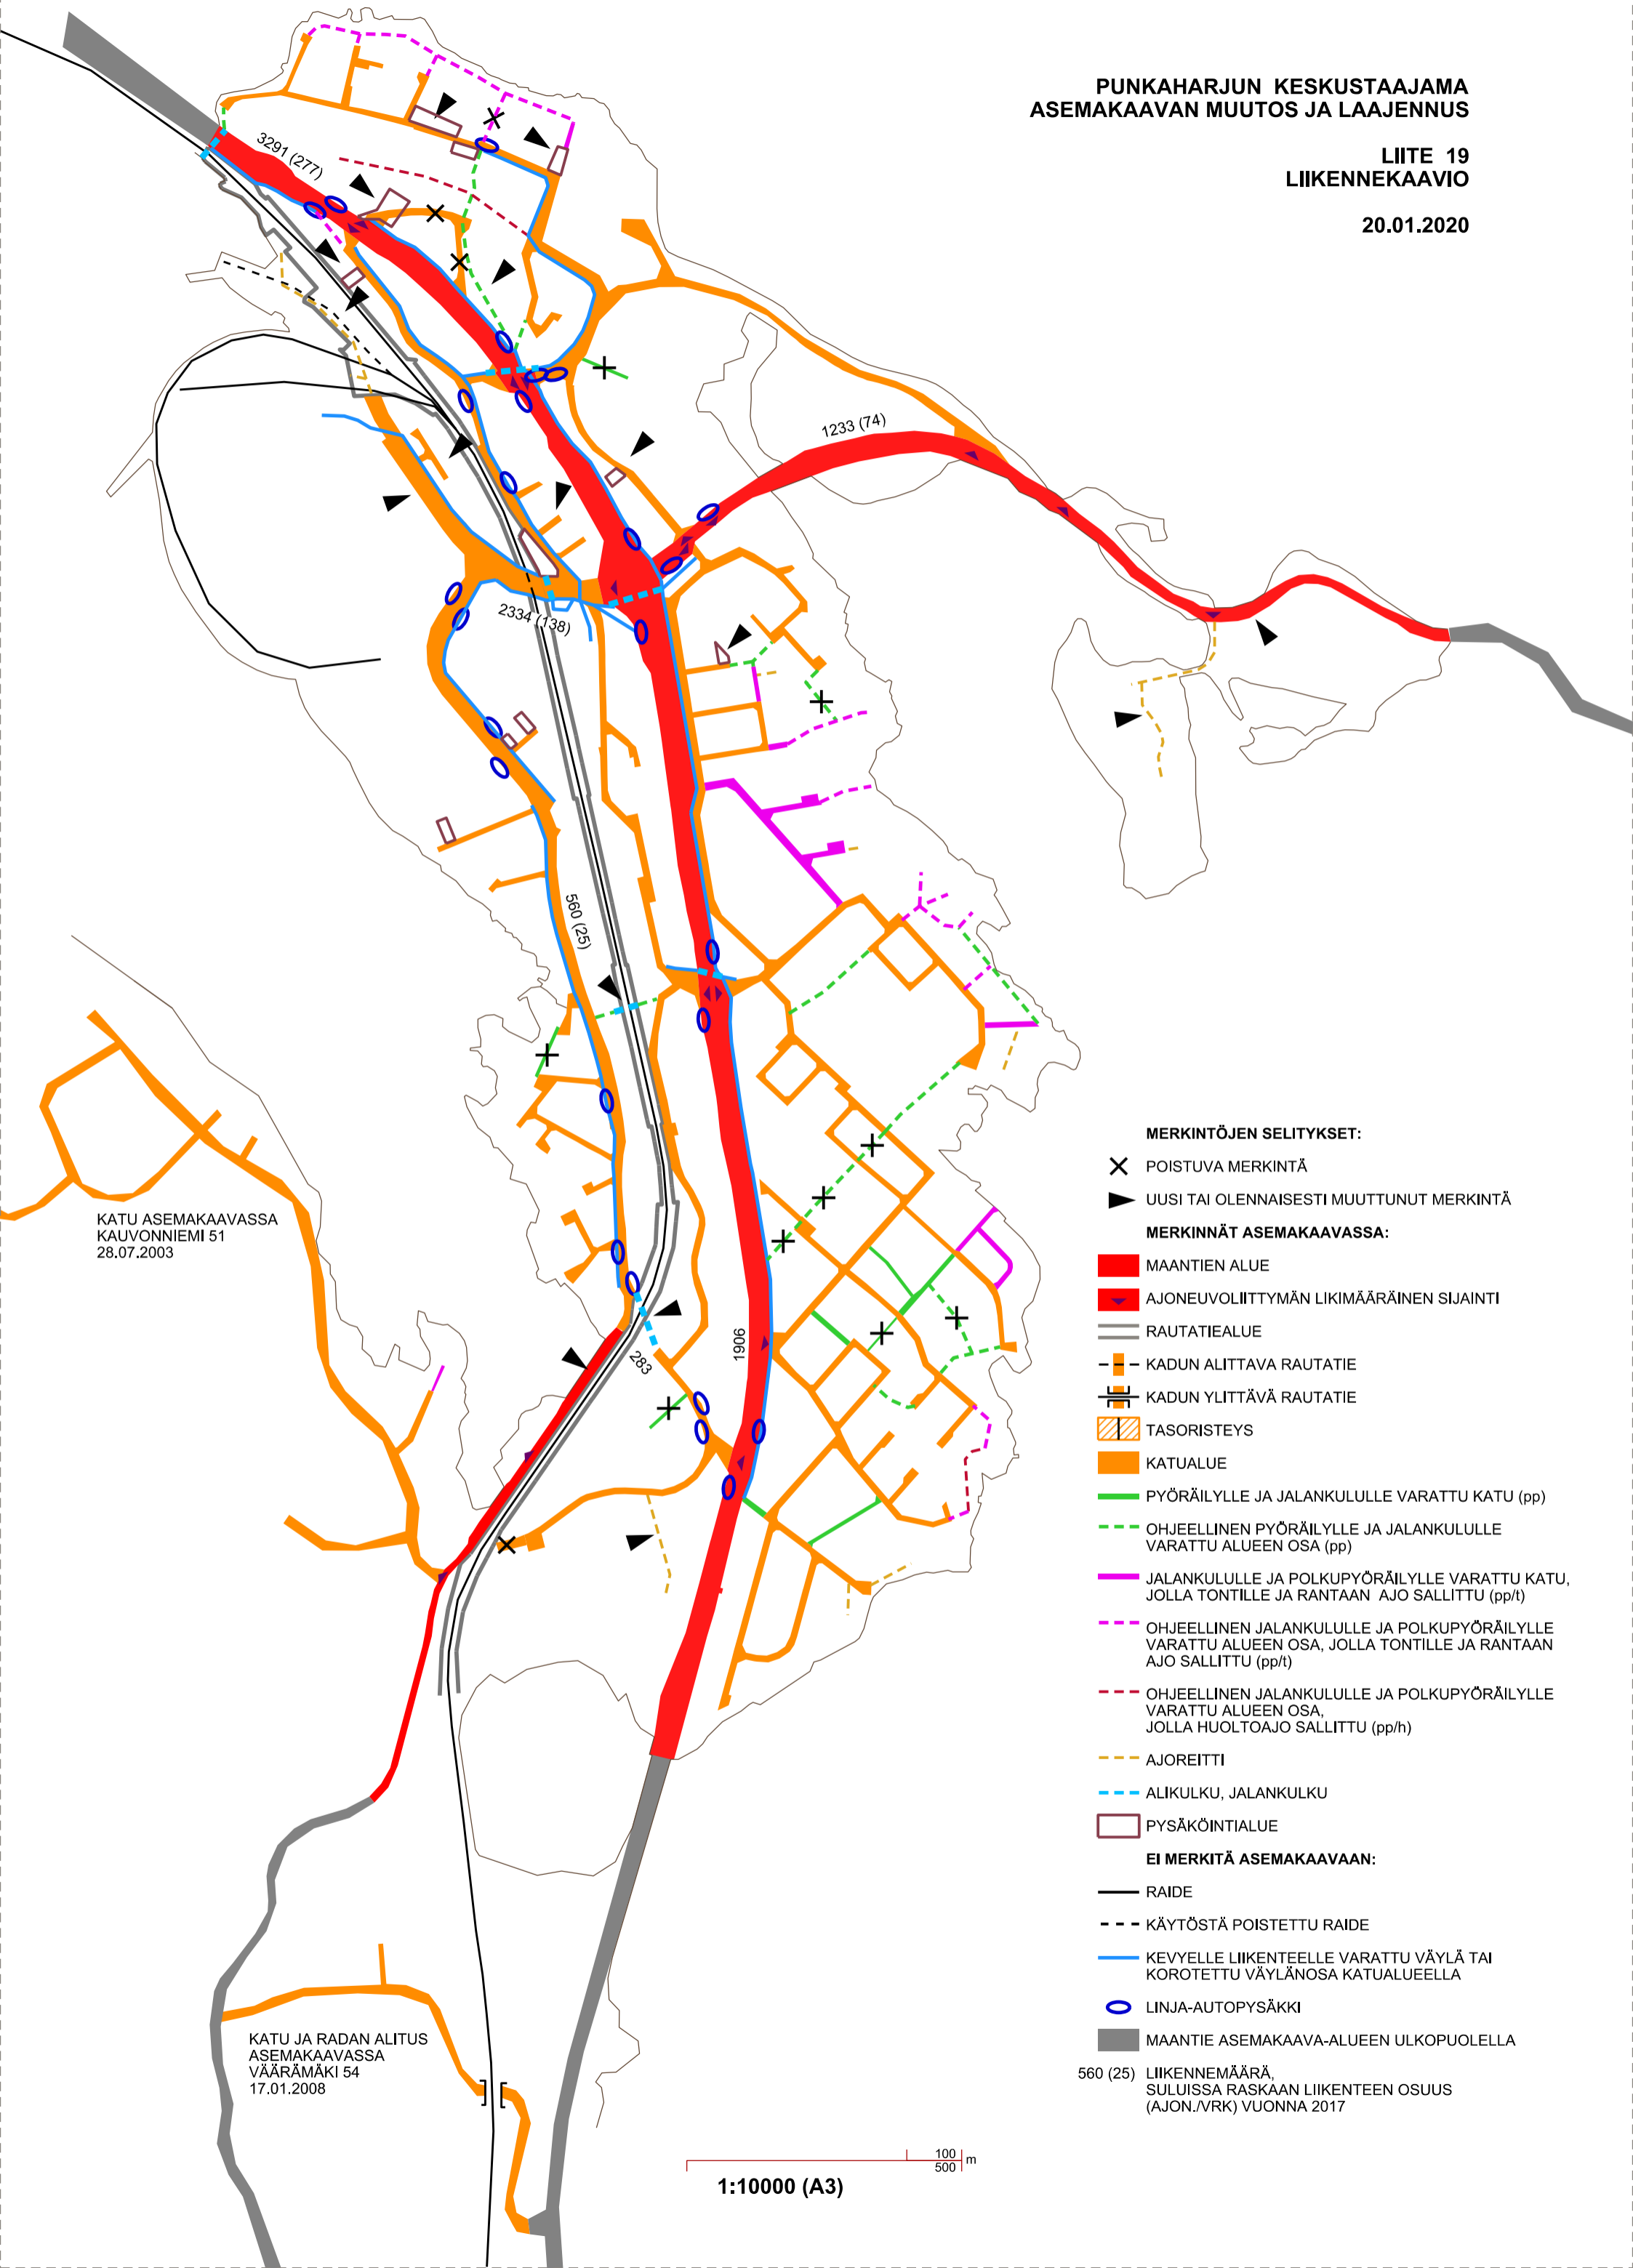 PUNKAHARJUN KESKUSTAAJAMA
ASEMAKAAVAN MUUTOS JA LAAJENNUS
LIITE 19
LIIKENNEKAAVIO
20.01.2020
3291 (277)
1233 (74)
2334 (138)
560 (25)
283
1906
KATU ASEMAKAAVASSA
KAUVONNIEMI 51
28.07.2003
KATU JA RADAN ALITUS
ASEMAKAAVASSA
VÄÄRÄMÄKI 54
17.01.2008
MERKINTÖJEN SELITYKSET:
POISTUVA MERKINTÄ
UUSI TAI OLENNAISESTI MUUTTUNUT MERKINTÄ
MERKINNÄT ASEMAKAAVASSA:
MAANTIEN ALUE
AJONEUVOLIITTYMÄN LIKIMÄÄRÄINEN SIJAINTI
RAUTATIEALUE
KADUN ALITTAVA RAUTATIE
KADUN YLITTÄVÄ RAUTATIE
TASORISTEYS
KATUALUE
PYÖRÄILYLLE JA JALANKULULLE VARATTU KATU (pp)
OHJEELLINEN PYÖRÄILYLLE JA JALANKULULLE
VARATTU ALUEEN OSA (pp)
JALANKULULLE JA POLKUPYÖRÄILYLLE VARATTU KATU,
JOLLA TONTILLE JA RANTAAN AJO SALLITTU (pp/t)
OHJEELLINEN JALANKULULLE JA POLKUPYÖRÄILYLLE
VARATTU ALUEEN OSA, JOLLA TONTILLE JA RANTAAN
AJO SALLITTU (pp/t)
OHJEELLINEN JALANKULULLE JA POLKUPYÖRÄILYLLE
VARATTU ALUEEN OSA,
JOLLA HUOLTOAJO SALLITTU (pp/h)
AJOREITTI
ALIKULKU, JALANKULKU
PYSÄKÖINTIALUE
EI MERKITÄ ASEMAKAAVAAN:
RAIDE
KÄYTÖSTÄ POISTETTU RAIDE
KEVYELLE LIIKENTEELLE VARATTU VÄYLÄ TAI
KOROTETTU VÄYLÄNOSA KATUALUEELLA
LINJA-AUTOPYSÄKKI
MAANTIE ASEMAKAAVA-ALUEEN ULKOPUOLELLA
560 (25) LIIKENNEMÄÄRÄ,
SULUISSA RASKAAN LIIKENTEEN OSUUS
(AJON./VRK) VUONNA 2017
100
500 m
1:10000 (A3)